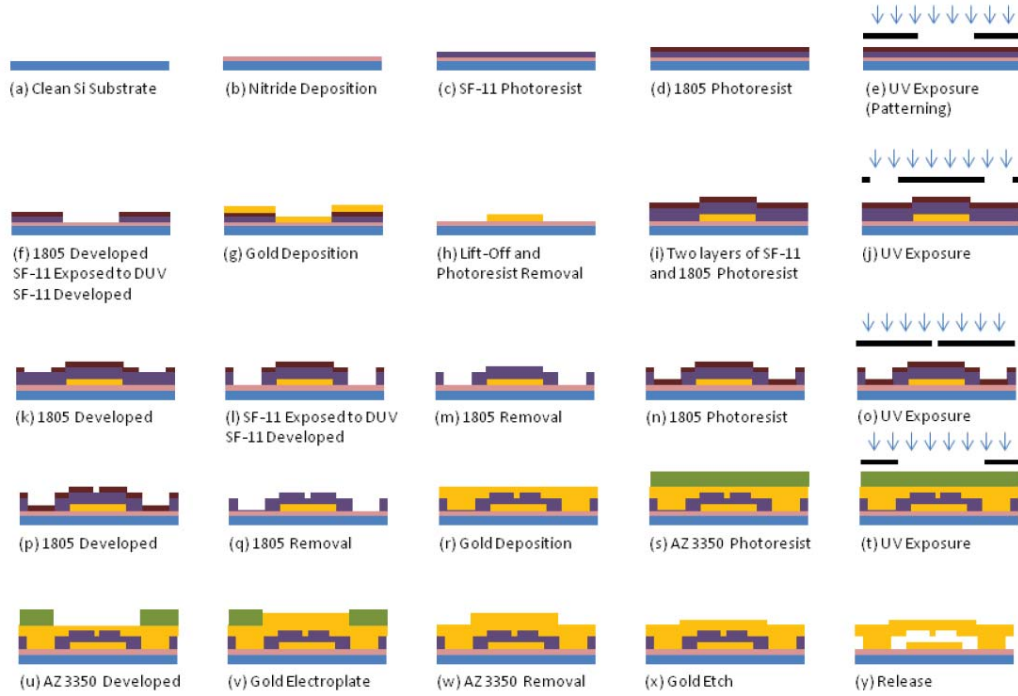 (a) Clean Si Substrate
(b) Nitride Deposition
(c) SF-11 Photoresist
(d) 1805 Photoresist
(e) UV Exposure
(Patterning)
(f) 1805 Developed
SF-11 Exposed to DUV
SF-11 Developed
(g) Gold Deposition
(h) Lift-Off and
Photoresist Removal
(i) Two layers of SF-11
and 1805 Photoresist
(j) UV Exposure
(k) 1805 Developed
(l) SF-11 Exposed to DUV
SF-11 Developed
(m) 1805 Removal
(n) 1805 Photoresist
(o) UV Exposure
(p) 1805 Developed
(q) 1805 Removal
(r) Gold Deposition
(s) AZ 3350 Photoresist
(t) UV Exposure
(u) AZ 3350 Developed
(v) Gold Electroplate
(w) AZ 3350 Removal
(x) Gold Etch
(y) Release